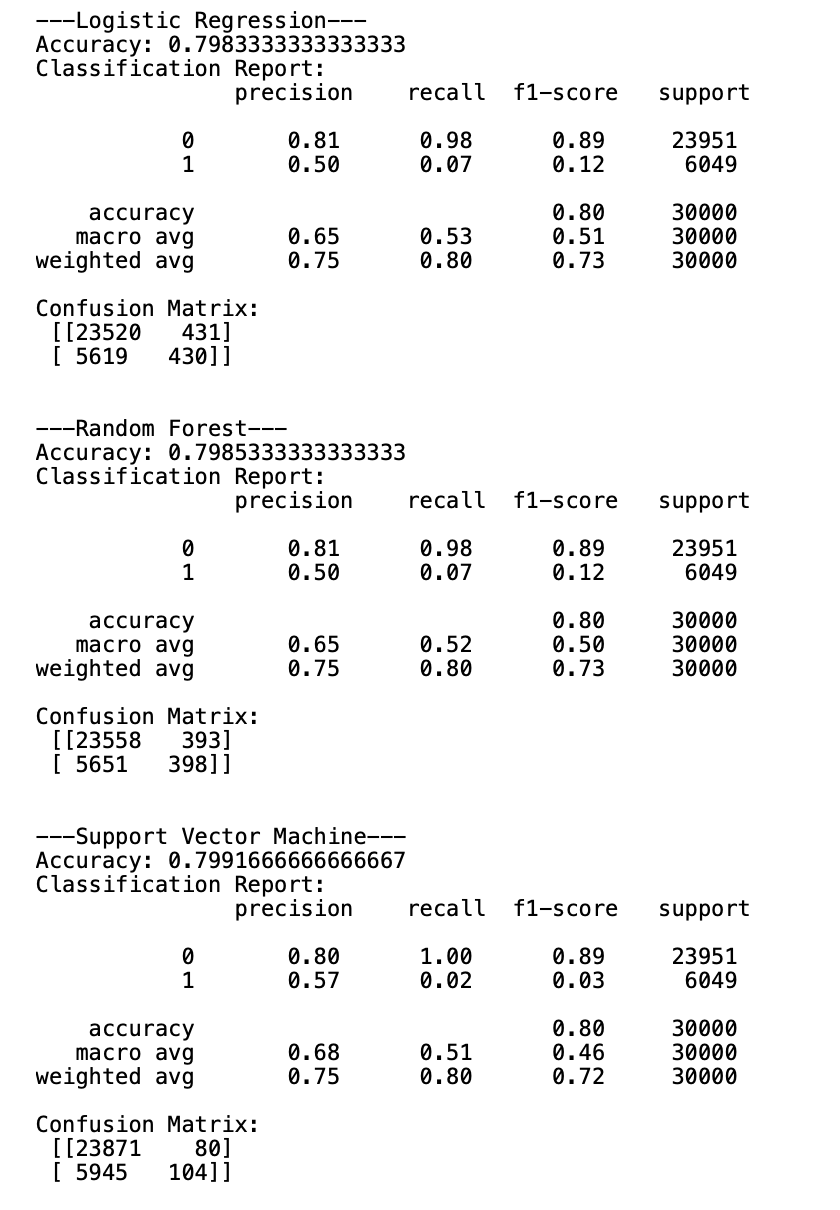 ---Logistic Regression---
Accuracy: 0.7983333333333333
Classification Report:
precision recall f1-score support
0 0.81 0.98 0.89 23951
1 0.50 0.07 0.12 6049
accuracy 0.80 30000
macro avg 0.65 0.53 0.51 30000
weighted avg 0.75 0.80 0.73 30000
Confusion Matrix:
[[23520 431]
[ 5619 430]]
---Random Forest---
Accuracy: 0.7985333333333333
Classification Report:
precision recall f1-score support
0 0.81 0.98 0.89 23951
1 0.50 0.07 0.12 6049
accuracy 0.80 30000
macro avg 0.65 0.52 0.50 30000
weighted avg 0.75 0.80 0.73 30000
Confusion Matrix:
[[23558 393]
[ 5651 398]]
---Support Vector Machine---
Accuracy: 0.7991666666666667
Classification Report:
precision recall f1-score support
0 0.80 1.00 0.89 23951
1 0.57 0.02 0.03 6049
accuracy 0.80 30000
macro avg 0.68 0.51 0.46 30000
weighted avg 0.75 0.80 0.72 30000
Confusion Matrix:
[[23871 80]
[ 5945 104]]